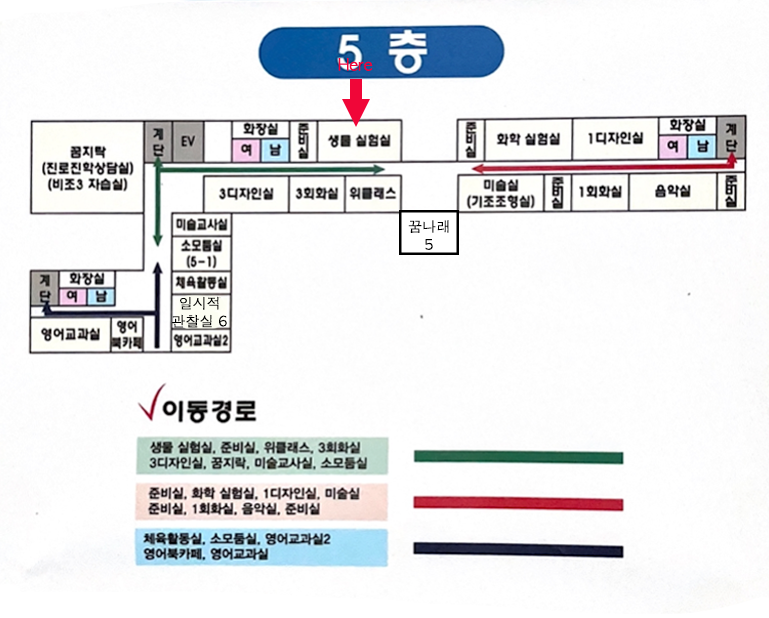 5 층
Here
꿈지락
(진로진학상담실)
(비조3 자습실)
계
단
EV
화장실
여 남
준비실
생물 실험실
준비실
화학 실험실
1디자인실
화장실
여 남
계
단
3디자인실
3회화실
위클래스
미술실
(기조조형실)
준비실
1회화실
음악실
준비실
꿈나래
5
미술교사실
소모둠실
(5-1)
체육활동실
일시적
관찰실 6
영어교과실2
계
단
화장실
여 남
영어교과실
영어
북카페
이동경로
생물 실험실, 준비실, 위클래스, 3회화실
3디자인실, 꿈지락, 미술교사실, 소모둠실
준비실, 화학 실험실, 1디자인실, 미술실
준비실, 1회화실, 음악실, 준비실
체육활동실, 소모둠실, 영어교과실2
영어북카페, 영어교과실